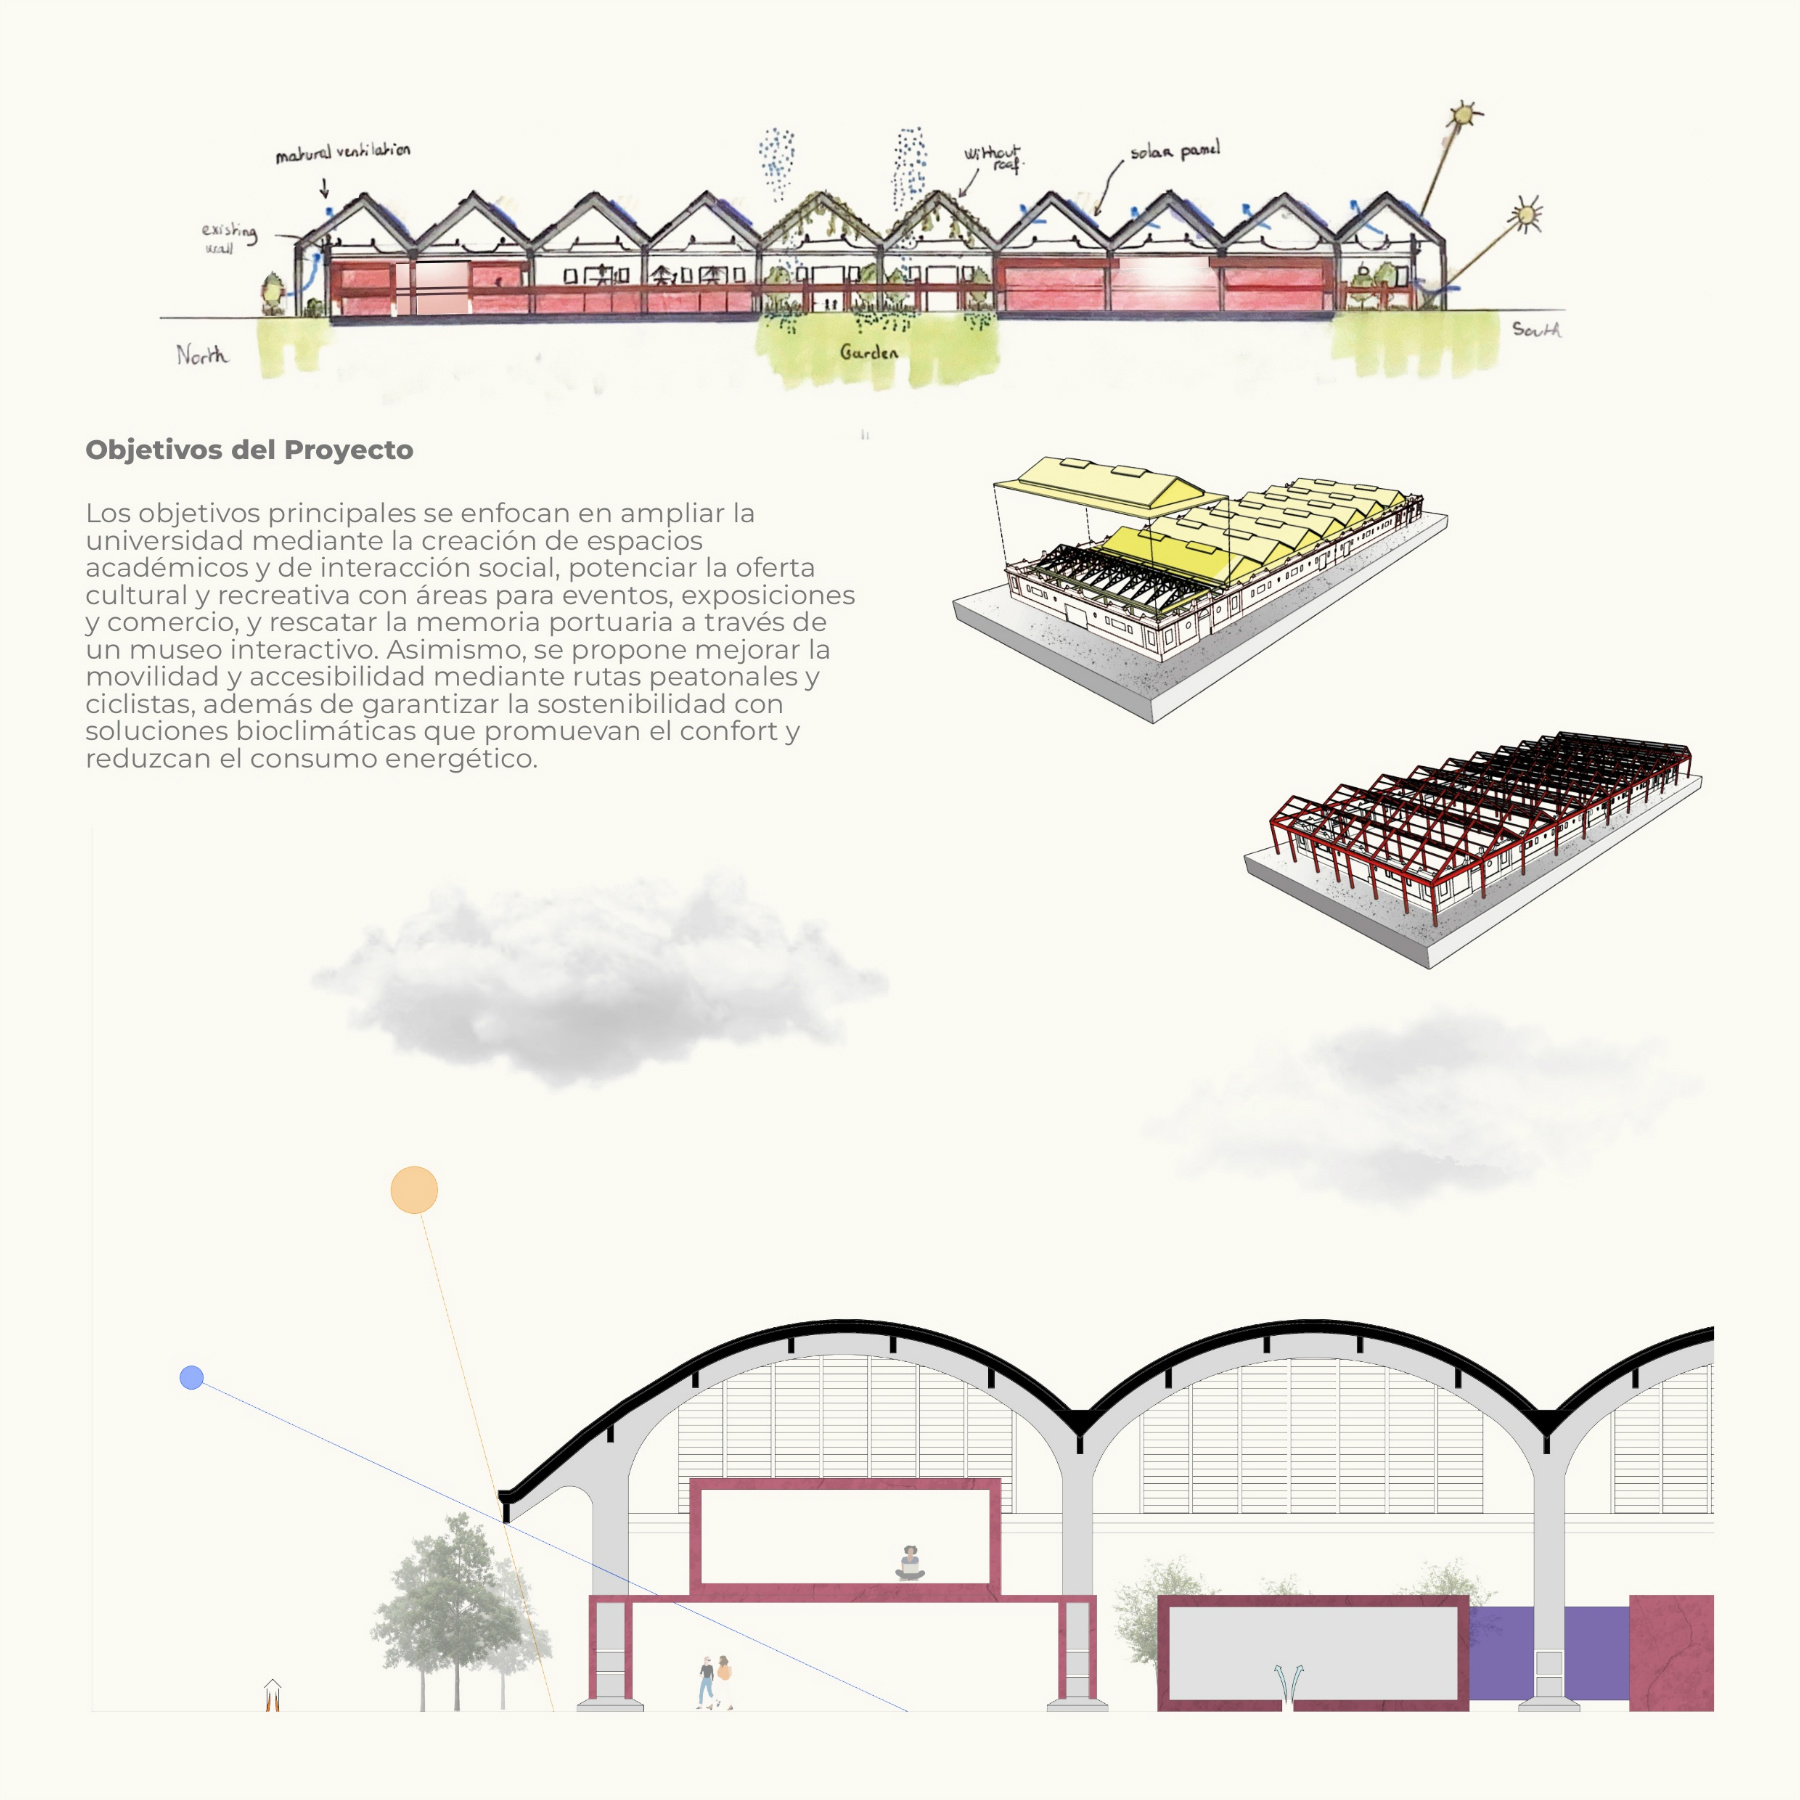 natural ventilation
without
roof.
solar panel
existing
wall
South
North
Garden
Objetivos del Proyecto
Los objetivos principales se enfocan en ampliar la
universidad mediante la creación de espacios
académicos y de interacción social, potenciar la oferta
cultural y recreativa con áreas para eventos, exposiciones
y comercio, y rescatar la memoria portuaria a través de
un museo interactivo. Asimismo, se propone mejorar la
movilidad y accesibilidad mediante rutas peatonales y
ciclistas, además de garantizar la sostenibilidad con
soluciones bioclimáticas que promuevan el confort y
reduzcan el consumo energético.